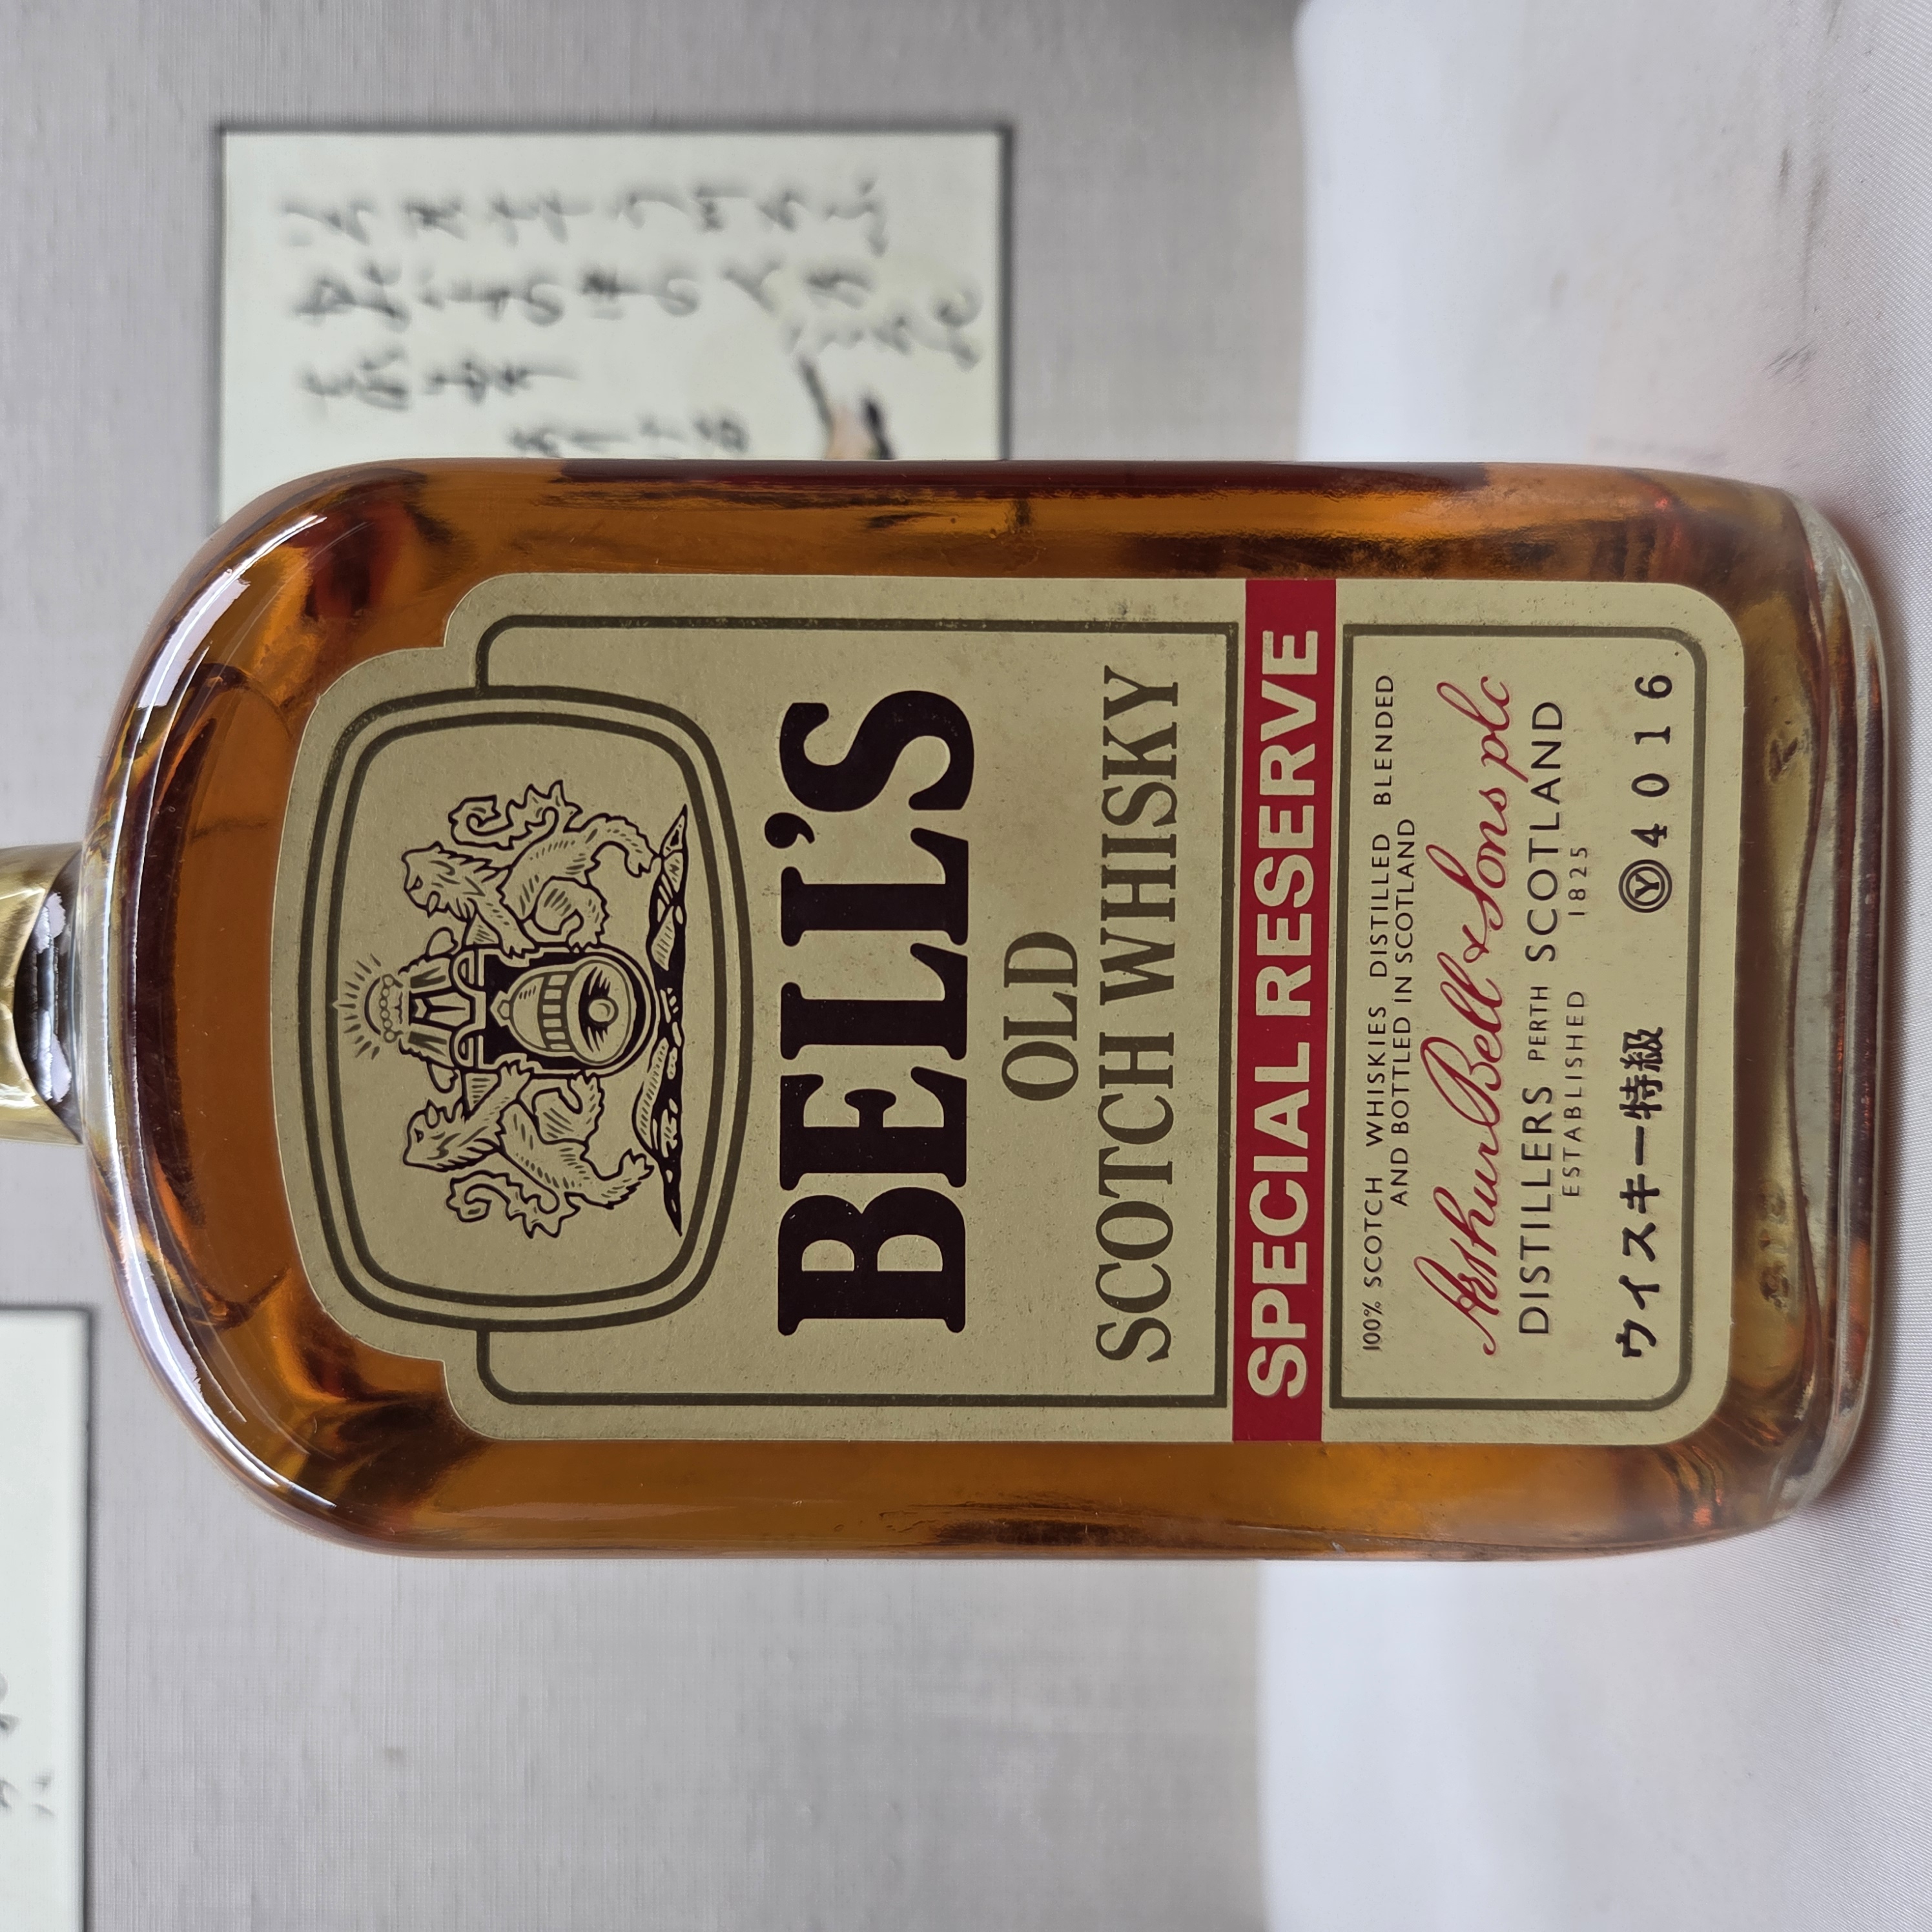 BELL'S
OLD
SCOTCH WHISKY
SPECIAL RESERVE
100% SCOTCH WHISKIES DISTILLED BLENDED
AND BOTTLED IN SCOTLAND
Arthur Bell & Sons plc
DISTILLERS PERTH SCOTLAND
ESTABLISHED 1825
ウイスキー特級 Ⓨ4016